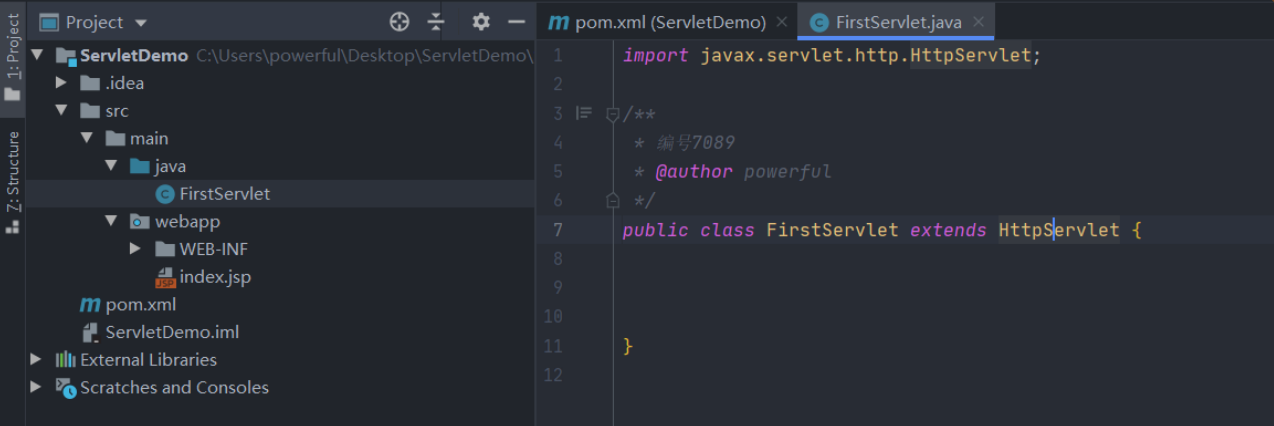 Project
pom.xml (ServletDemo)
FirstServlet.java
1: Project
Z: Structure
ServletDemo C:\Users\powerful\Desktop\ServletDemo\
.idea
src
main
java
FirstServlet
webapp
WEB-INF
JSP index.jsp
m pom.xml
ServletDemo.iml
External Libraries
Scratches and Consoles
1 import javax.servlet.http.HttpServlet;
2
3 /**
4 * 编号7089
5 * @author powerful
6 */
7 public class FirstServlet extends HttpServlet {
8
9
10
11 }
12